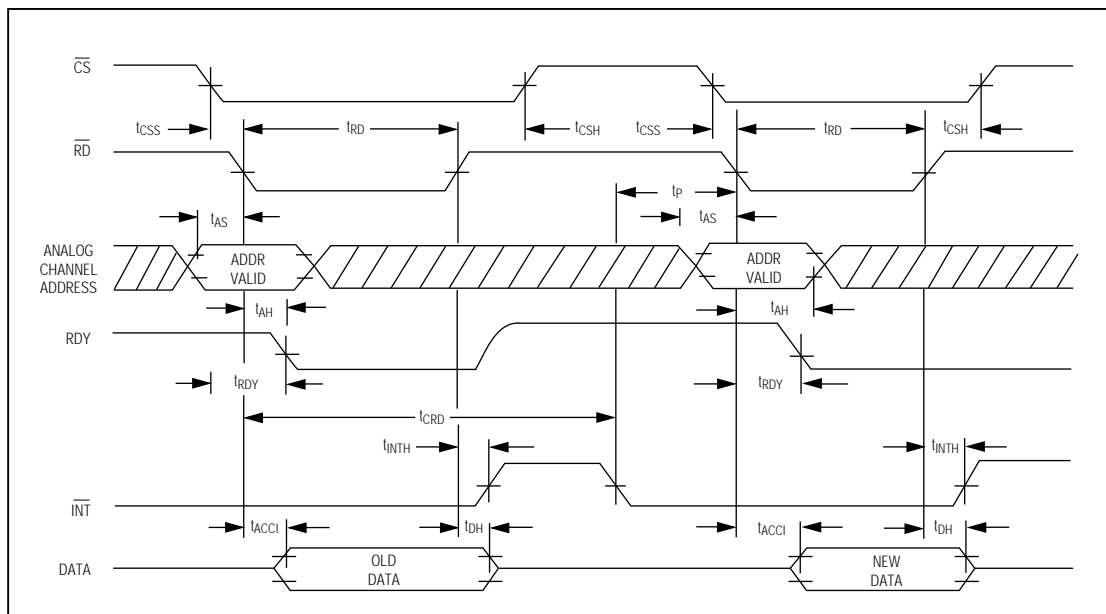 CS
tCSS
tRD
tCSH
tCSS
tRD
tCSH
RD
tP
tAS
tAS
ANALOG
CHANNEL
ADDRESS
ADDR
VALID
ADDR
VALID
tAH
tAH
RDY
tRDY
tRDY
tCRD
tINTH
tINTH
INT
tACCI
tDH
tACCI
tDH
DATA
OLD
DATA
NEW
DATA